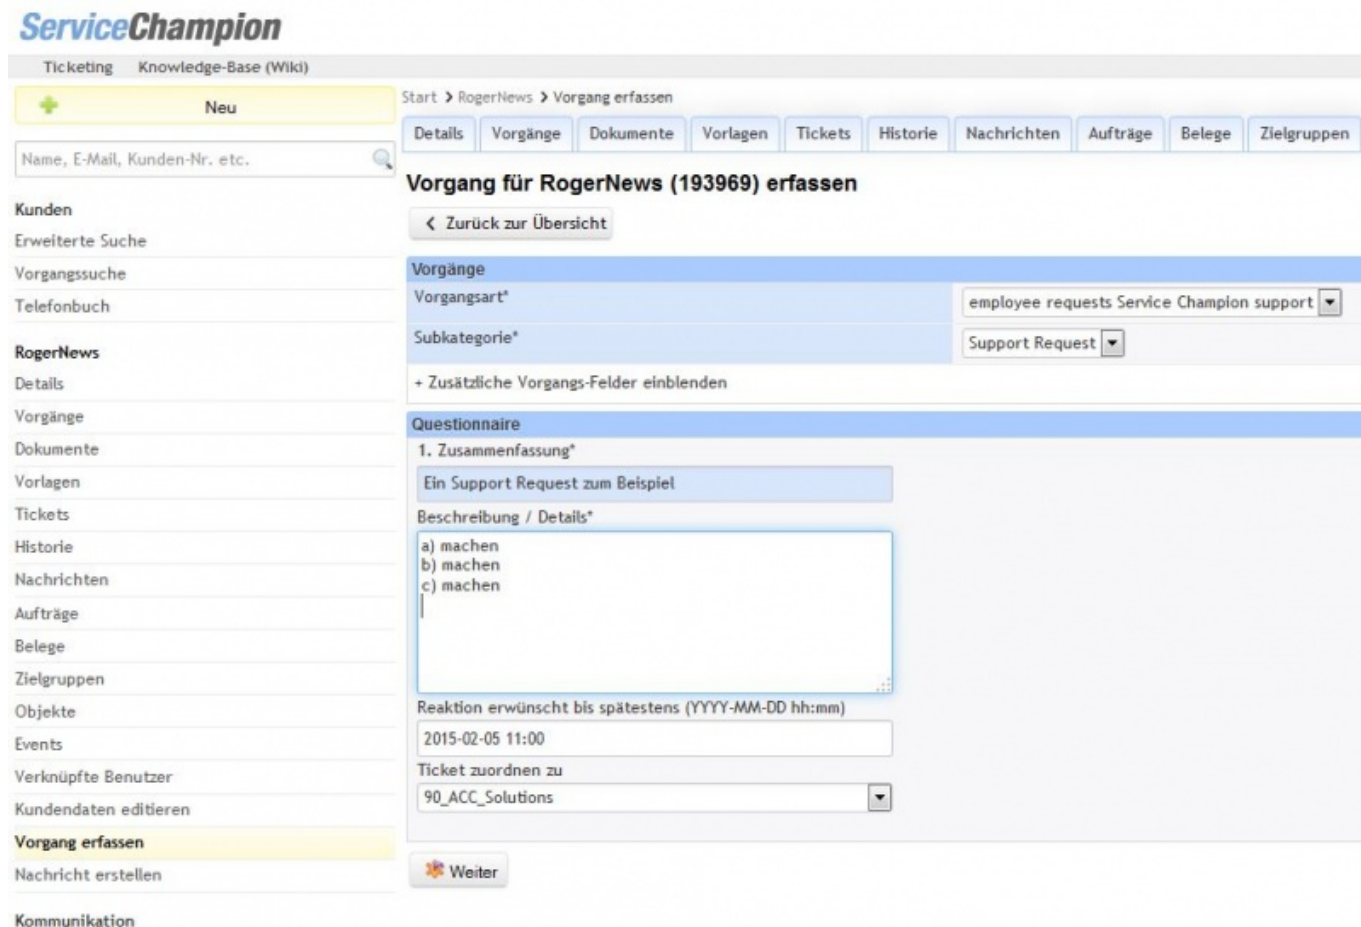 ServiceChampion
Ticketing Knowledge-Base (Wiki)
Neu
Name, E-Mail, Kunden-Nr. etc.
Kunden
Erweiterte Suche
Vorgangssuche
Telefonbuch
RogerNews
Details
Vorgänge
Dokumente
Vorlagen
Tickets
Historie
Nachrichten
Aufträge
Belege
Zielgruppen
Objekte
Events
Verknüpfte Benutzer
Kundendaten editieren
Vorgang erfassen
Nachricht erstellen
Kommunikation
Start > RogerNews > Vorgang erfassen
Details Vorgänge Dokumente Vorlagen Tickets Historie Nachrichten Aufträge Belege Zielgruppen
Vorgang für RogerNews (193969) erfassen
Zurück zur Übersicht
Vorgänge
Vorgangsart* employee requests Service Champion support
Subkategorie* Support Request
+ Zusätzliche Vorgangs-Felder einblenden
Questionnaire
1. Zusammenfassung*
Ein Support Request zum Beispiel
Beschreibung / Details*
a) machen
b) machen
c) machen
Reaktion erwünscht bis spätestens (YYYY-MM-DD hh:mm)
2015-02-05 11:00
Ticket zuordnen zu
90_ACC_Solutions
Weiter